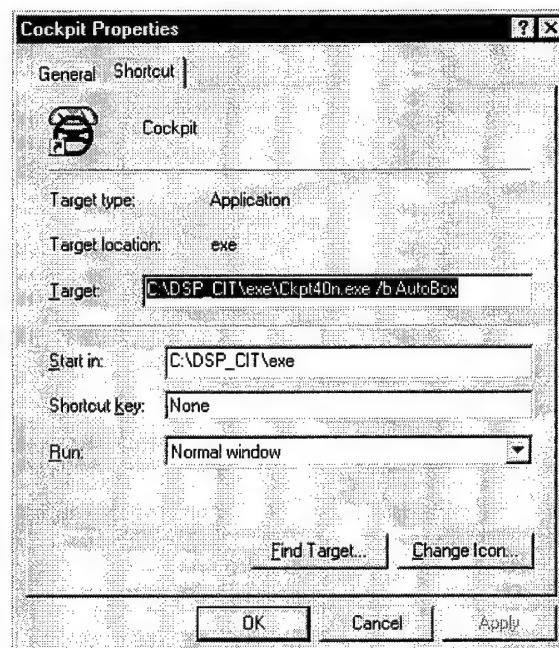 Cockpit Properties
General Shortcut
Cockpit
Target type: Application
Target location: exe
Target: C:\DSP_CIT\exe\Ckpt40n.exe /b AutoBox
Start in: C:\DSP_CIT\exe
Shortcut key: None
Run: Normal window
Find Target... Change Icon...
OK Cancel Apply